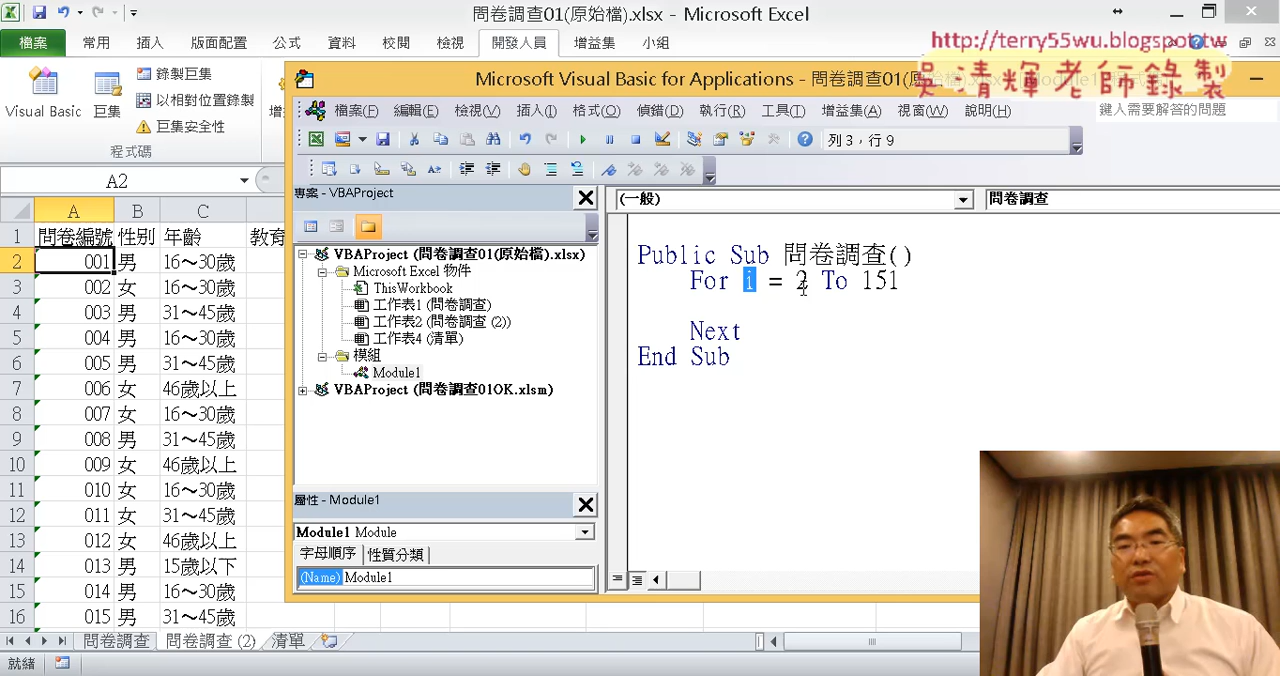 問卷調查01(原始檔).xlsx - Microsoft Excel
檔案 常用 插入 版面配置 公式 資料 校閱 檢視 開發人員 增益集 小組
http://terry55wu.blogspot.tw
吳清輝老師錄製
Visual Basic 巨集 錄製巨集
以相對位置錄製
巨集安全性
程式碼
Microsoft Visual Basic for Applications - 問卷調查01(原始檔)
檔案(F) 編輯(E) 檢視(V) 插入(I) 格式(O) 偵錯(D) 執行(R) 工具(T) 增益集(A) 視窗(W) 說明(H) 鍵入需要解答的問題
列 3，行 9
A2
專案 - VBAProject
(一般) 問卷調查
VBAProject (問卷調查01(原始檔).xlsx)
Microsoft Excel 物件
ThisWorkbook
工作表1 (問卷調查)
工作表2 (問卷調查 (2))
工作表4 (清單)
模組
Module1
VBAProject (問卷調查01OK.xlsm)
屬性 - Module1
Module1 Module
字母順序 性質分類
(Name) Module1
Public Sub 問卷調查()
For i = 2 To 151
Next
End Sub
A B C
1 問卷編號 性別 年齡 教育
2 001 男 16～30歲
3 002 女 16～30歲
4 003 男 31～45歲
5 004 男 16～30歲
6 005 男 31～45歲
7 006 女 46歲以上
8 007 女 16～30歲
9 008 男 31～45歲
10 009 女 46歲以上
11 010 女 16～30歲
12 011 女 31～45歲
13 012 女 46歲以上
14 013 男 15歲以下
15 014 男 16～30歲
16 015 男 31～45歲
問卷調查 問卷調查 (2) 清單
就緒